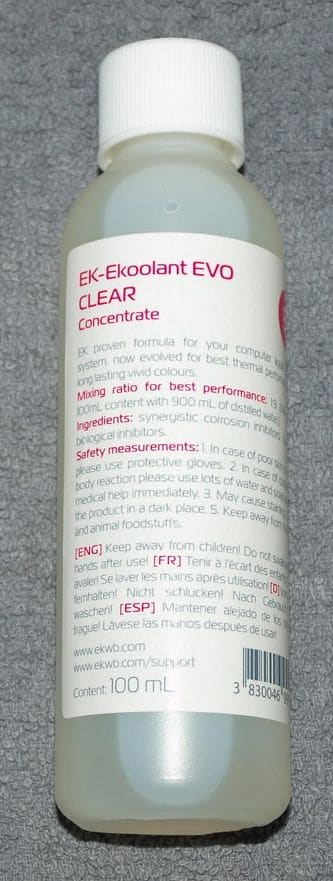 EK-Ekoolant EVO
CLEAR
Concentrate
EK proven formula for your computer
system, now evolved for best thermal
long lasting vivid colours.
Mixing ratio for best performance: 1:9
100mL content with 900 mL of distilled water.
Ingredients: synergistic corrosion inhibitors,
biological inhibitors.
Safety measurements: 1. In case of poor
please use protective gloves. 2. In case of
body reaction please use lots of water and
medical help immediately. 3. May cause
the product in a dark place. 5. Keep away from
and animal foodstuffs.
[ENG] Keep away from children! Do not
hands after use! [FR] Tenir à l'écart des
avaler! Se laver les mains après utilisation! [D]
fernhalten! Nicht schlucken! Nach
waschen! [ESP] Mantener alejado de los
trague! Lávese las manos después de usar!
www.ekwb.com
www.ekwb.com/support
Content: 100 mL
3 830046